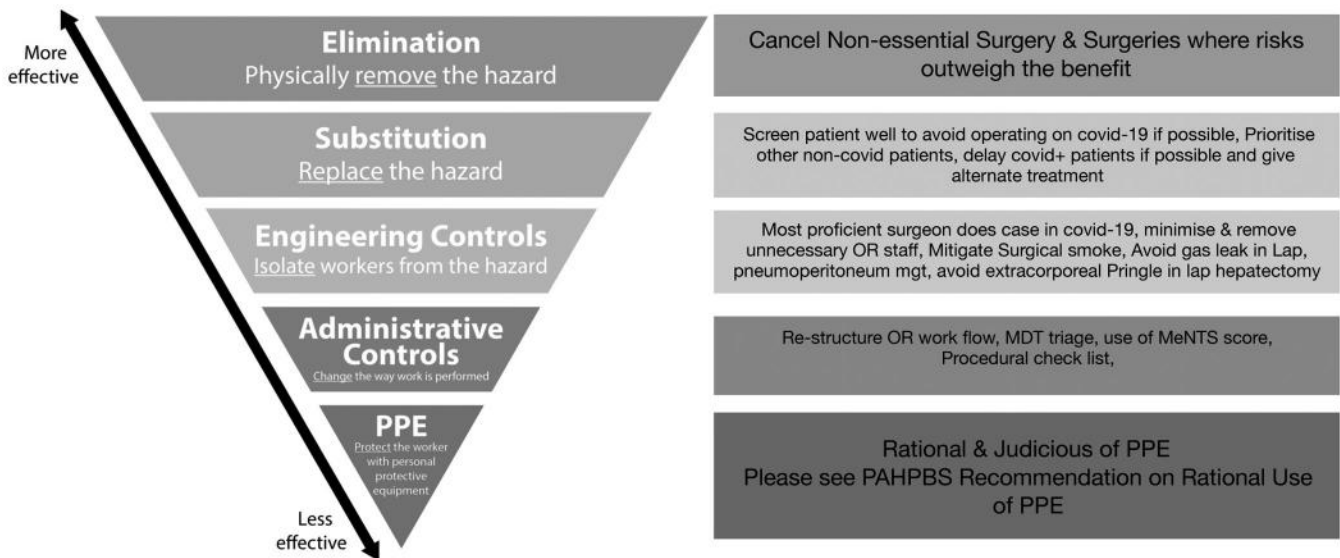 More
effective
Elimination
Physically remove the hazard
Cancel Non-essential Surgery & Surgeries where risks
outweigh the benefit
Substitution
Replace the hazard
Screen patient well to avoid operating on covid-19 if possible, Prioritise
other non-covid patients, delay covid+ patients if possible and give
alternate treatment
Engineering Controls
Isolate workers from the hazard
Most proficient surgeon does case in covid-19, minimise & remove
unnecessary OR staff, Mitigate Surgical smoke, Avoid gas leak in Lap,
pneumoperitoneum mgt, avoid extracorporeal Pringle in lap hepatectomy
Administrative
Controls
Change the way work is performed
Re-structure OR work flow, MDT triage, use of MeNTS score,
Procedural check list,
PPE
Protect the worker
with personal
protective
equipment
Rational & Judicious of PPE
Please see PAHPBS Recommendation on Rational Use
of PPE
Less
effective